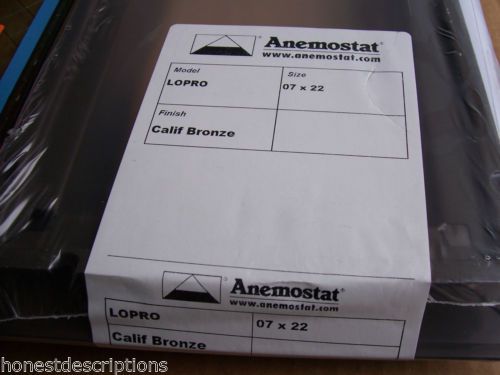 Anemostat®
www.anemostat.com
Model Size
LOPRO 07 x 22
Finish
Calif Bronze
Anemostat®
www.anemostat.com
LOPRO 07 x 22
Calif Bronze
honestdescriptions